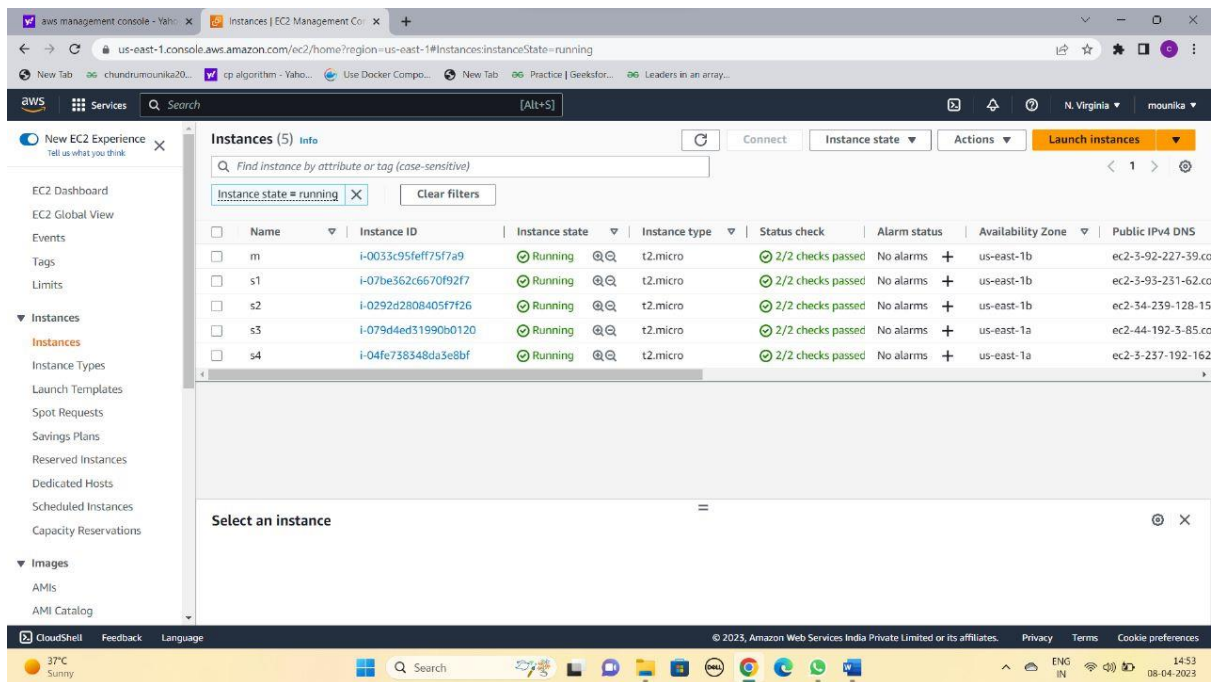 aws management console - Yaho
Instances | EC2 Management Co
us-east-1.console.aws.amazon.com/ec2/home?region=us-east-1#Instances:instanceState=running
New Tab chundrumounika20... cp algorithm - Yaho... Use Docker Compo... New Tab Practice | Geeksfor... Leaders in an array...
aws Services Search [Alt+S] N. Virginia mounika
New EC2 Experience
Tell us what you think
EC2 Dashboard
EC2 Global View
Events
Tags
Limits
Instances
Instances
Instance Types
Launch Templates
Spot Requests
Savings Plans
Reserved Instances
Dedicated Hosts
Scheduled Instances
Capacity Reservations
Images
AMIs
AMI Catalog
Instances (5) Info Connect Instance state Actions Launch instances
Find instance by attribute or tag (case-sensitive) 1
Instance state = running Clear filters
Name Instance ID Instance state Instance type Status check Alarm status Availability Zone Public IPv4 DNS
m i-0033c95feff75f7a9 Running t2.micro 2/2 checks passed No alarms us-east-1b ec2-3-92-227-39.co
s1 i-07be362c6670f92f7 Running t2.micro 2/2 checks passed No alarms us-east-1b ec2-3-93-231-62.co
s2 i-0292d2808405f7f26 Running t2.micro 2/2 checks passed No alarms us-east-1b ec2-34-239-128-15
s3 i-079d4ed31990b0120 Running t2.micro 2/2 checks passed No alarms us-east-1a ec2-44-192-3-85.co
s4 i-04fe738348da3e8bf Running t2.micro 2/2 checks passed No alarms us-east-1a ec2-3-237-192-162
Select an instance
CloudShell Feedback Language © 2023, Amazon Web Services India Private Limited or its affiliates. Privacy Terms Cookie preferences
37°C
Sunny
Search
DELL
ENG
IN
14:53
08-04-2023